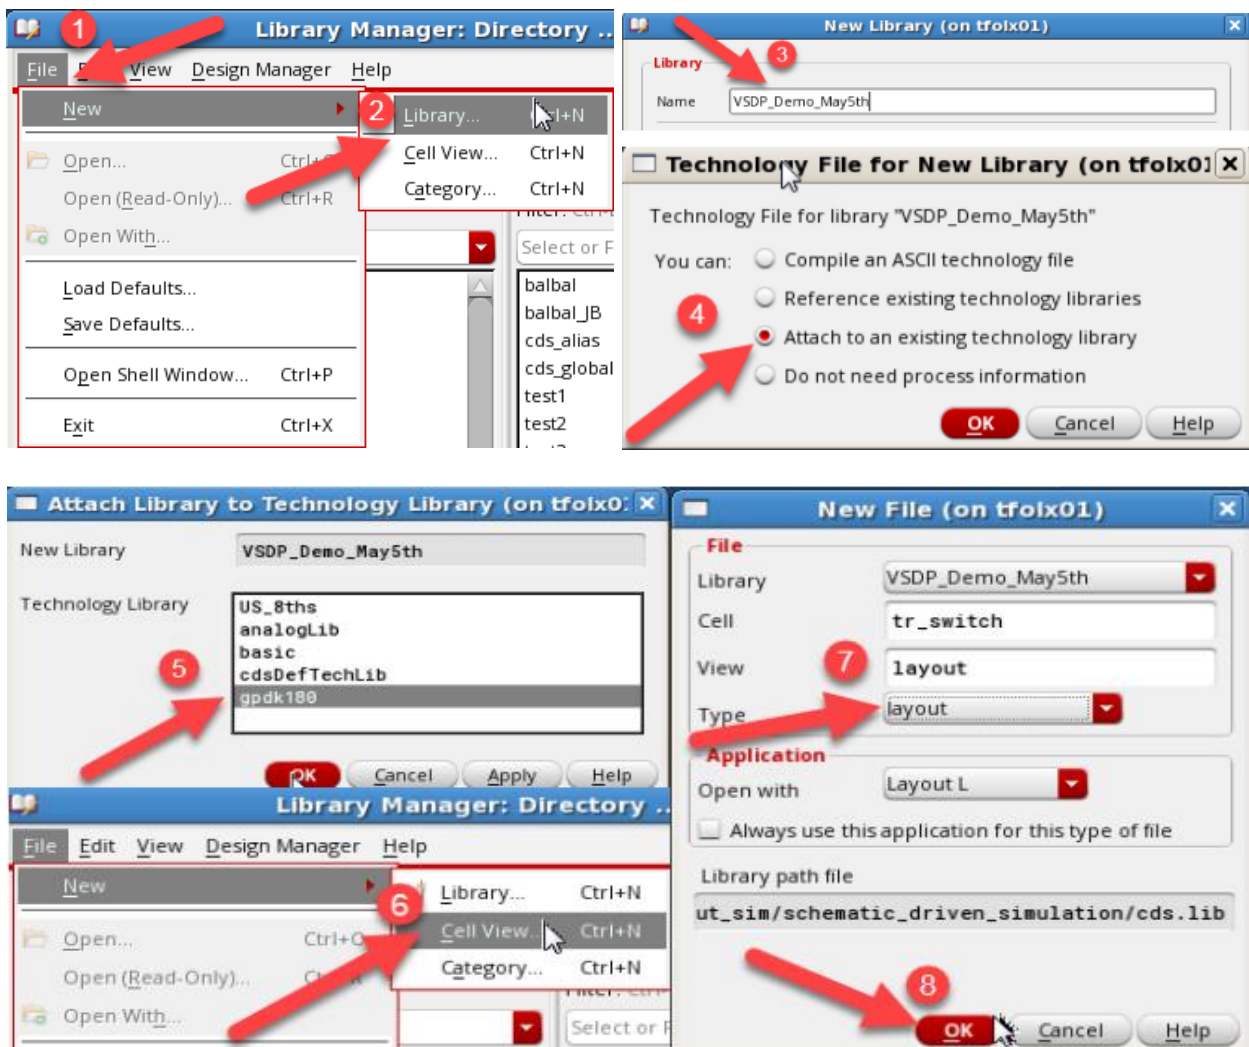 1
Library Manager: Directory ..
File View Design Manager Help
New
Open...
Open (Read-Only)... Ctrl+R
Open With...
Load Defaults...
Save Defaults...
Open Shell Window... Ctrl+P
Exit Ctrl+X
2
Library...
Cell View... Ctrl+N
Category... Ctrl+N
Select or F
balbal
balbal_JB
cds_alias
cds_global
test1
test2
New Library (on tfolx01)
3
Library
Name VSDP_Demo_May5th
Technology File for New Library (on tfolx01
Technology File for library "VSDP_Demo_May5th"
You can: Compile an ASCII technology file
Reference existing technology libraries
4
Attach to an existing technology library
Do not need process information
OK Cancel Help
Attach Library to Technology Library (on tfolx0:
New Library VSDP_Demo_May5th
Technology Library
US_8ths
analogLib
basic
cdsDefTechLib
gpdk180
5
OK Cancel Apply Help
Library Manager: Directory ..
File Edit View Design Manager Help
New
Open... Ctrl+O
Open (Read-Only)...
Open With...
6
Library... Ctrl+N
Cell View... Ctrl+N
Category... Ctrl+N
Select or F
New File (on tfolx01)
File
Library VSDP_Demo_May5th
Cell tr_switch
View layout
7
Type layout
Application
Open with Layout L
Always use this application for this type of file
Library path file
ut_sim/schematic_driven_simulation/cds.lib
8
OK Cancel Help